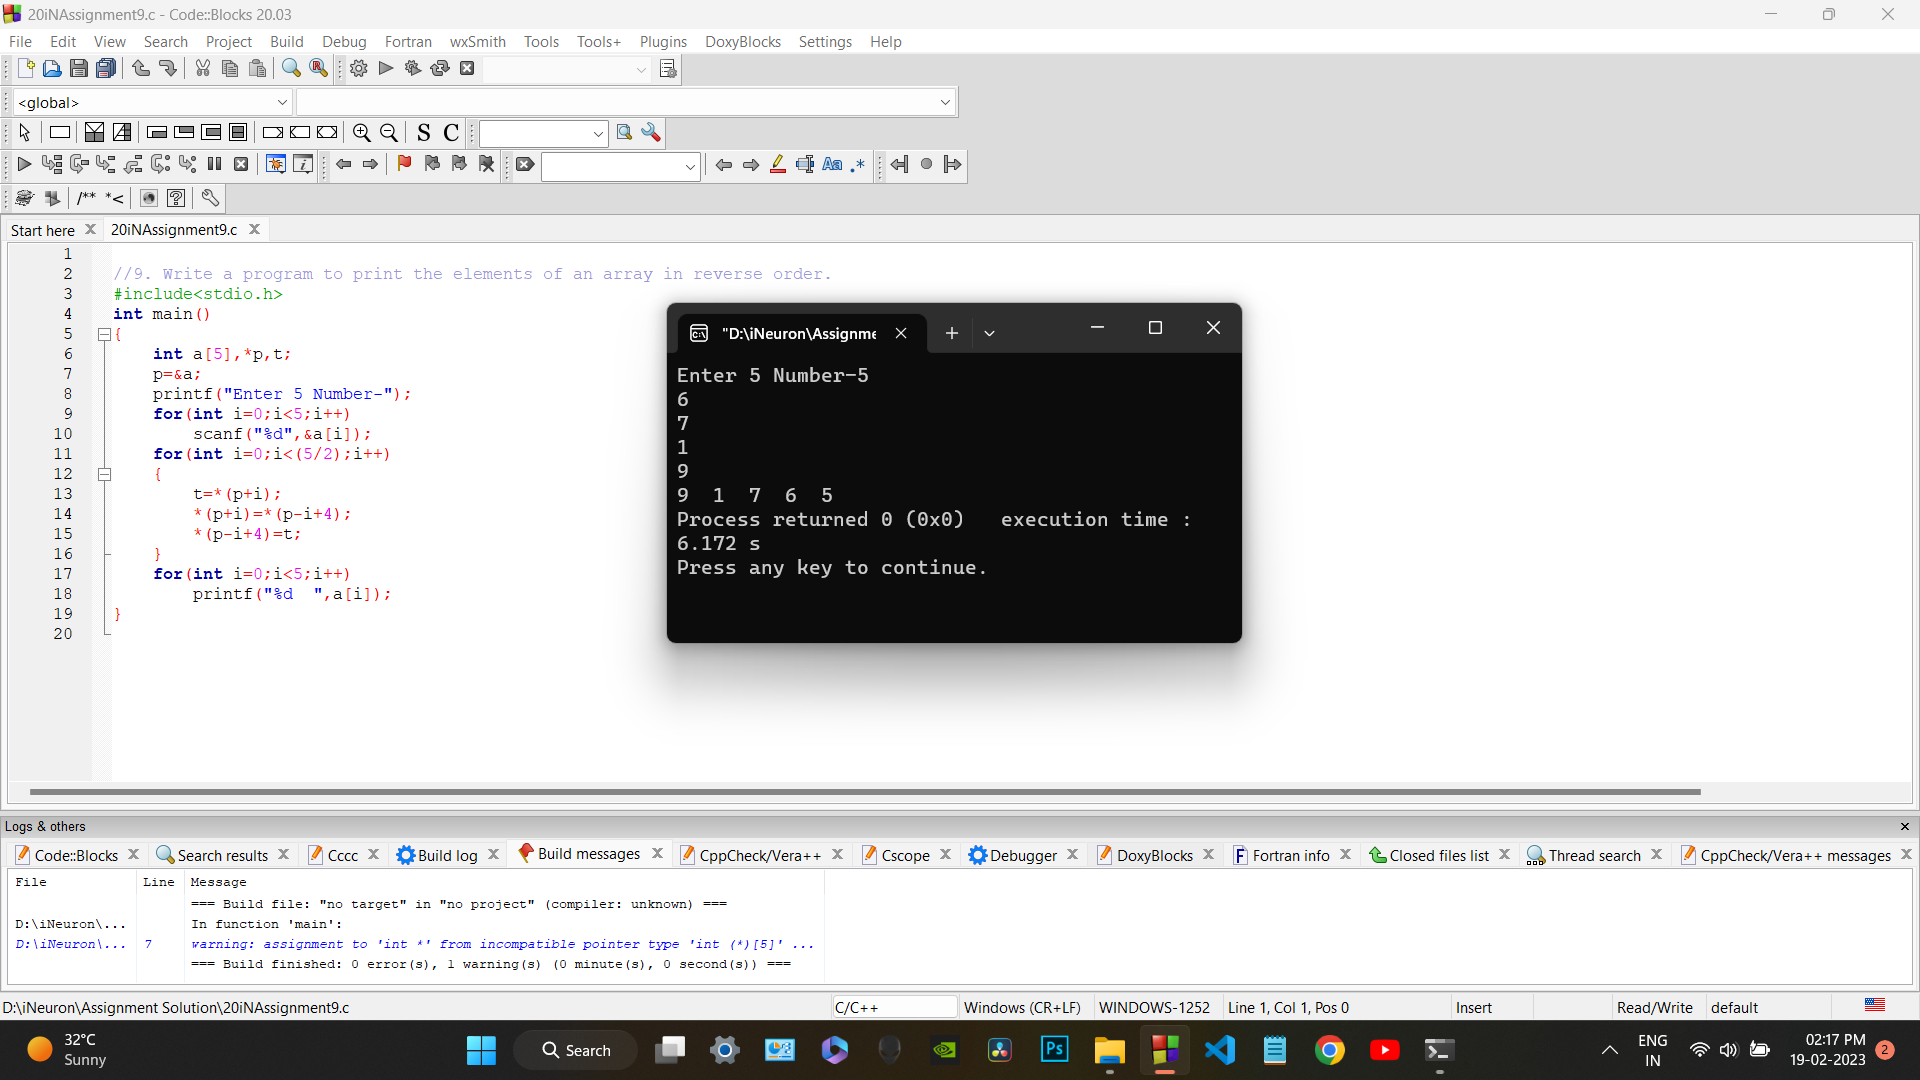 20iNAssignment9.c - Code::Blocks 20.03
File Edit View Search Project Build Debug Fortran wxSmith Tools Tools+ Plugins DoxyBlocks Settings Help
<global>
S C
Aa .*
/** *<
Start here 20iNAssignment9.c
1
2 //9. Write a program to print the elements of an array in reverse order.
3 #include<stdio.h>
4 int main()
5 {
6 int a[5],*p,t;
7 p=&a;
8 printf("Enter 5 Number-");
9 for(int i=0;i<5;i++)
10 scanf("%d",&a[i]);
11 for(int i=0;i<(5/2);i++)
12 {
13 t=*(p+i);
14 *(p+i)=*(p-i+4);
15 *(p-i+4)=t;
16 }
17 for(int i=0;i<5;i++)
18 printf("%d  ",a[i]);
19 }
20
"D:\iNeuron\Assignme
Enter 5 Number-5
6
7
1
9
9  1  7  6  5
Process returned 0 (0x0)   execution time :
6.172 s
Press any key to continue.
Logs & others
Code::Blocks Search results Cccc Build log Build messages CppCheck/Vera++ Cscope Debugger DoxyBlocks Fortran info Closed files list Thread search CppCheck/Vera++ messages
File Line Message
=== Build file: "no target" in "no project" (compiler: unknown) ===
D:\iNeuron\... In function 'main':
D:\iNeuron\... 7 warning: assignment to 'int *' from incompatible pointer type 'int (*)[5]' ...
=== Build finished: 0 error(s), 1 warning(s) (0 minute(s), 0 second(s)) ===
D:\iNeuron\Assignment Solution\20iNAssignment9.c C/C++ Windows (CR+LF) WINDOWS-1252 Line 1, Col 1, Pos 0 Insert Read/Write default
32°C
Sunny
Search
Ps
ENG
IN
02:17 PM
19-02-2023
2